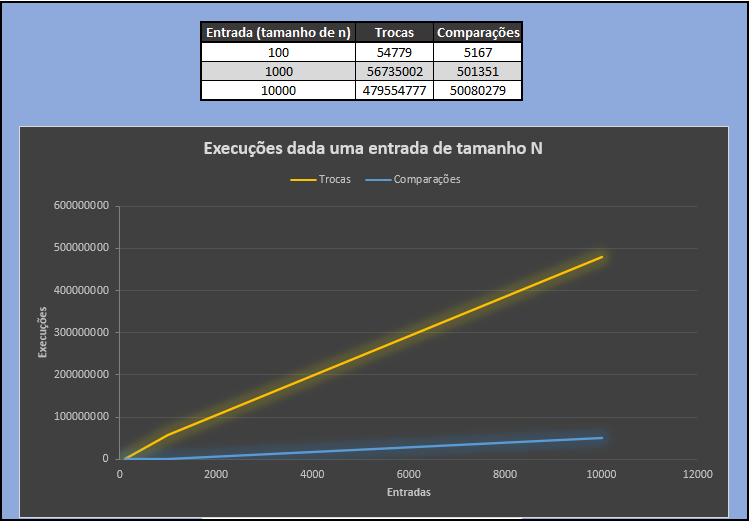 Entrada (tamanho de n) Trocas Comparações
100 54779 5167
1000 56735002 501351
10000 479554777 50080279
Execuções dada uma entrada de tamanho N
Trocas Comparações
600000000
500000000
400000000
300000000
200000000
100000000
0
Execuções
0 2000 4000 6000 8000 10000 12000
Entradas